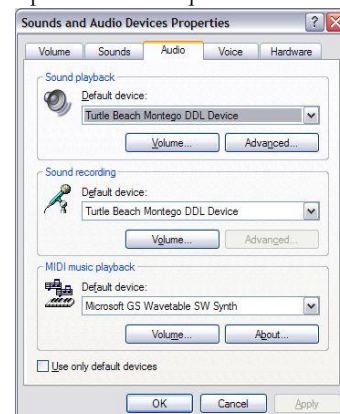 Sounds and Audio Devices Properties
Volume Sounds Audio Voice Hardware
Sound playback
Default device:
Turtle Beach Montego DDL Device
Volume... Advanced...
Sound recording
Default device:
Turtle Beach Montego DDL Device
Volume... Advanced...
MIDI music playback
Default device:
Microsoft GS Wavetable SW Synth
Volume... About...
Use only default devices
OK Cancel Apply